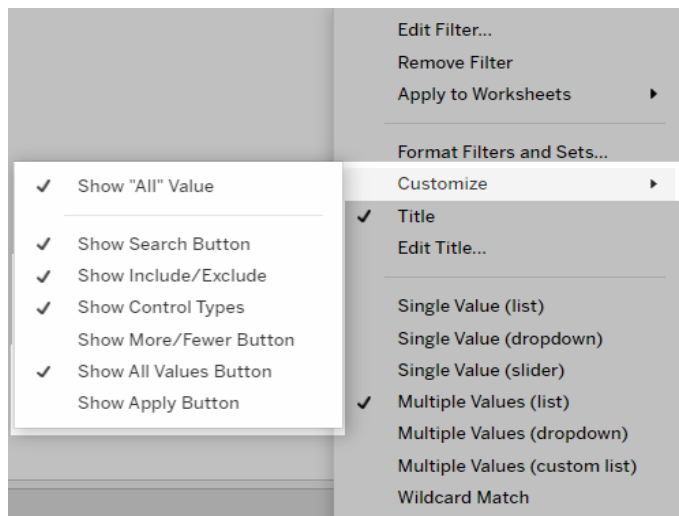 Edit Filter...
Remove Filter
Apply to Worksheets
Format Filters and Sets...
Customize
Title
Edit Title...
Single Value (list)
Single Value (dropdown)
Single Value (slider)
Multiple Values (list)
Multiple Values (dropdown)
Multiple Values (custom list)
Wildcard Match
Show "All" Value
Show Search Button
Show Include/Exclude
Show Control Types
Show More/Fewer Button
Show All Values Button
Show Apply Button